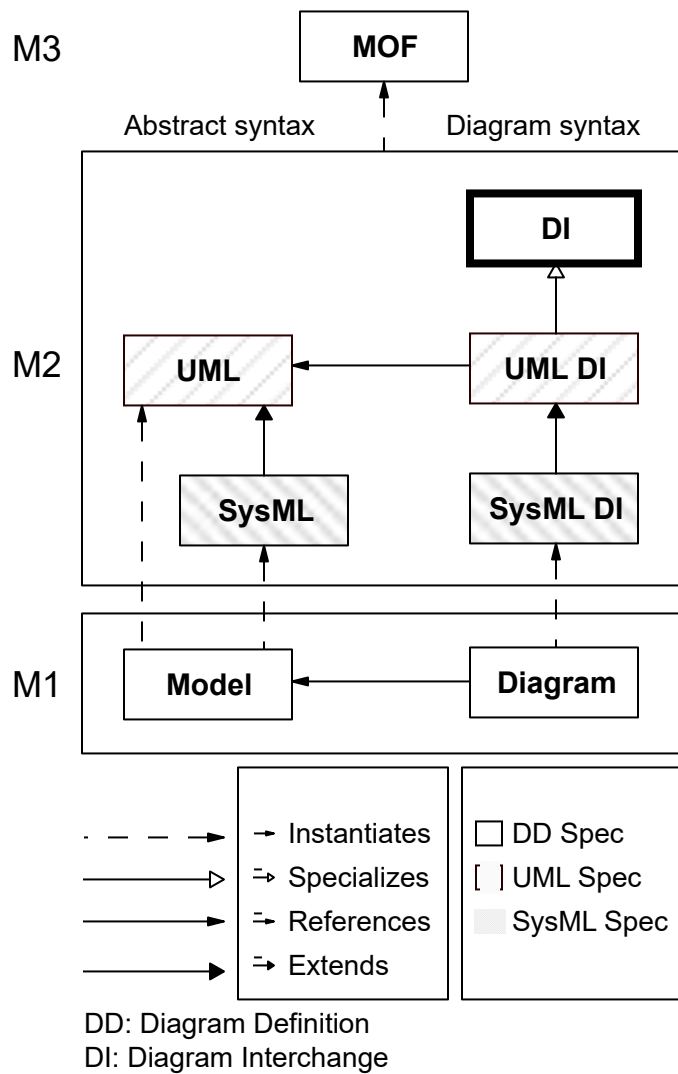 M3
MOF
Abstract syntax
Diagram syntax
DI
M2
UML
UML DI
SysML
SysML DI
M1
Model
Diagram
Instantiates
Specializes
References
Extends
DD Spec
UML Spec
SysML Spec
DD: Diagram Definition
DI: Diagram Interchange